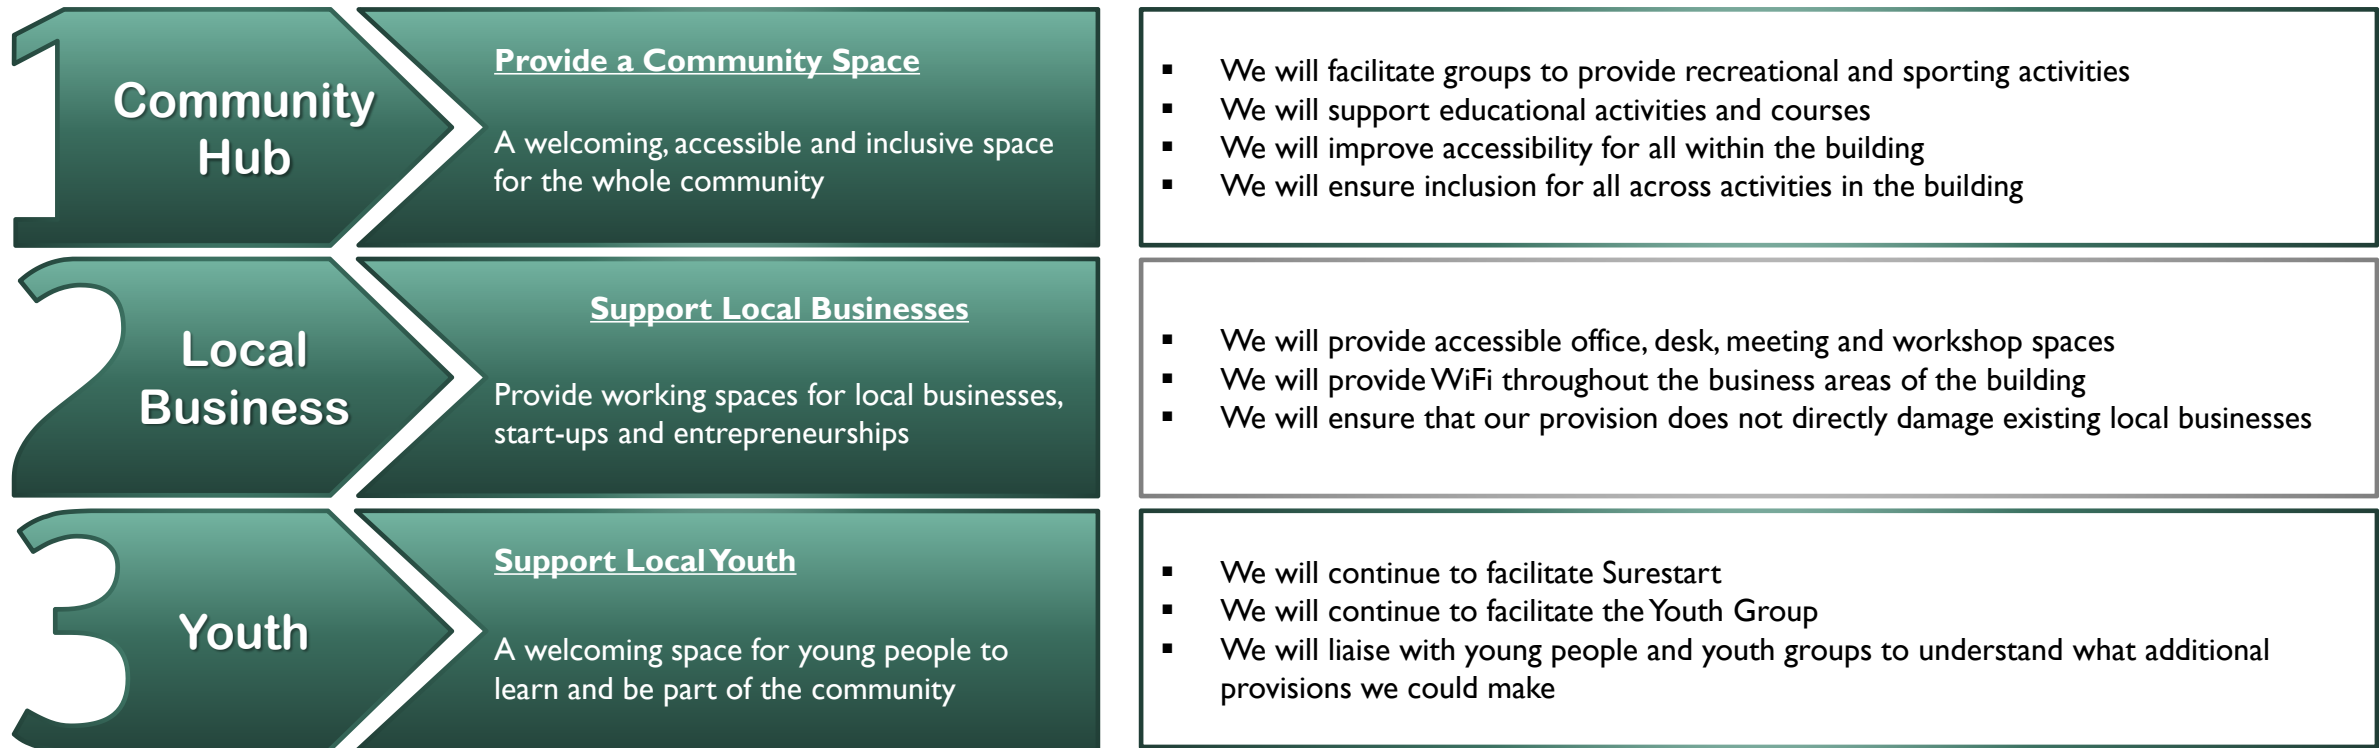 1
Community
Hub
Provide a Community Space
A welcoming, accessible and inclusive space
for the whole community
▪ We will facilitate groups to provide recreational and sporting activities
▪ We will support educational activities and courses
▪ We will improve accessibility for all within the building
▪ We will ensure inclusion for all across activities in the building
2
Local
Business
Support Local Businesses
Provide working spaces for local businesses,
start-ups and entrepreneurships
▪ We will provide accessible office, desk, meeting and workshop spaces
▪ We will provide WiFi throughout the business areas of the building
▪ We will ensure that our provision does not directly damage existing local businesses
3
Youth
Support Local Youth
A welcoming space for young people to
learn and be part of the community
▪ We will continue to facilitate Surestart
▪ We will continue to facilitate the Youth Group
▪ We will liaise with young people and youth groups to understand what additional
provisions we could make